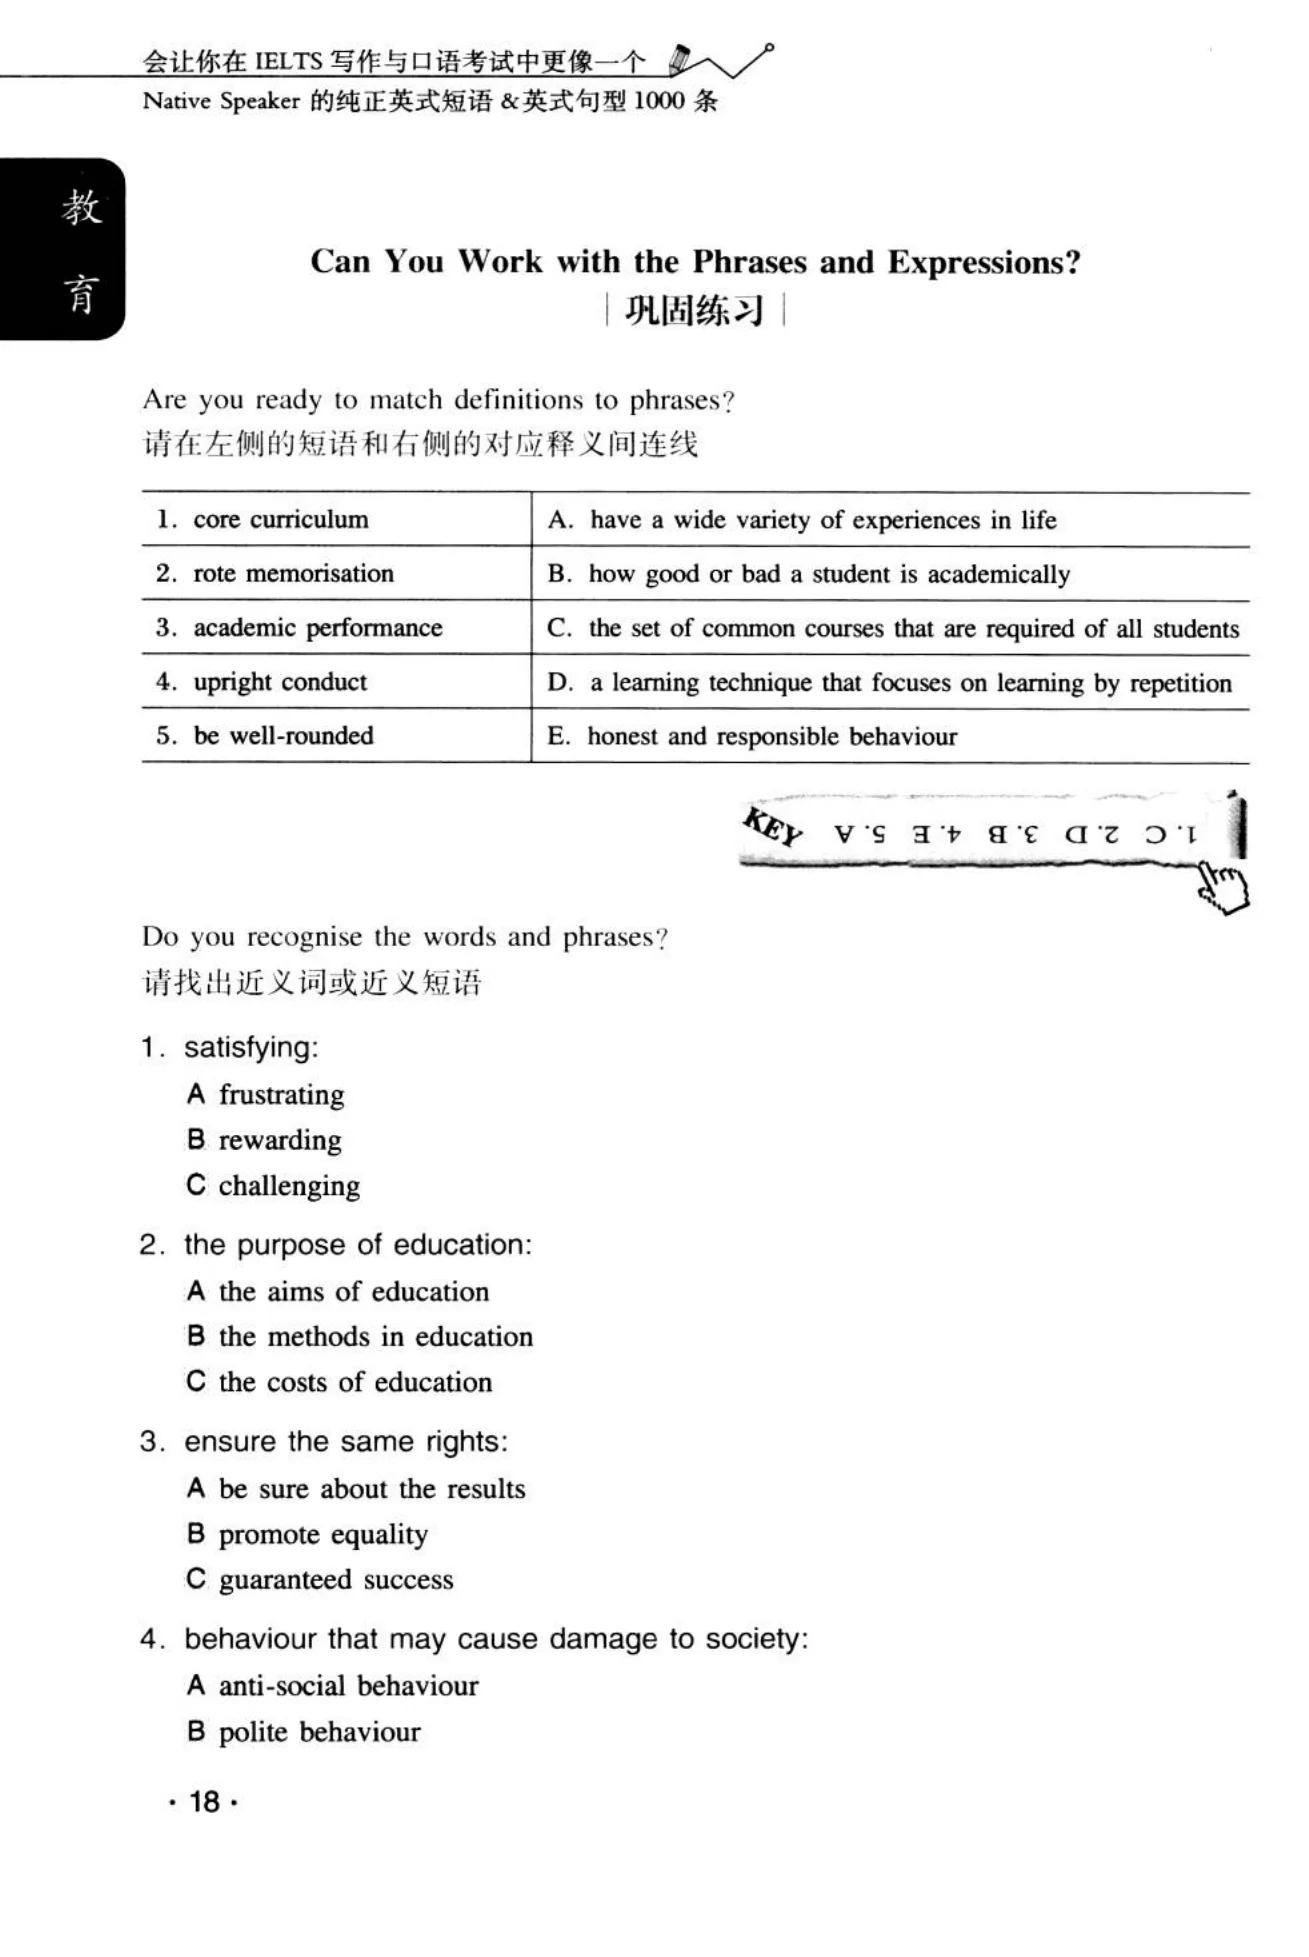 会让你在 IELTS 写作与口语考试中更像一个
Native Speaker 的纯正英式短语 &英式句型 1000 条
教
育
Can You Work with the Phrases and Expressions?
巩固练习
Are you ready to match definitions to phrases?
请在左侧的短语和右侧的对应释义间连线
1. core curriculum A. have a wide variety of experiences in life
2. rote memorisation B. how good or bad a student is academically
3. academic performance C. the set of common courses that are required of all students
4. upright conduct D. a learning technique that focuses on learning by repetition
5. be well-rounded E. honest and responsible behaviour
KEY
1. C 2. D 3. B 4. E 5. A
Do you recognise the words and phrases?
请找出近义词或近义短语
1. satisfying:
A frustrating
B rewarding
C challenging
2. the purpose of education:
A the aims of education
B the methods in education
C the costs of education
3. ensure the same rights:
A be sure about the results
B promote equality
C guaranteed success
4. behaviour that may cause damage to society:
A anti-social behaviour
B polite behaviour
· 18 ·